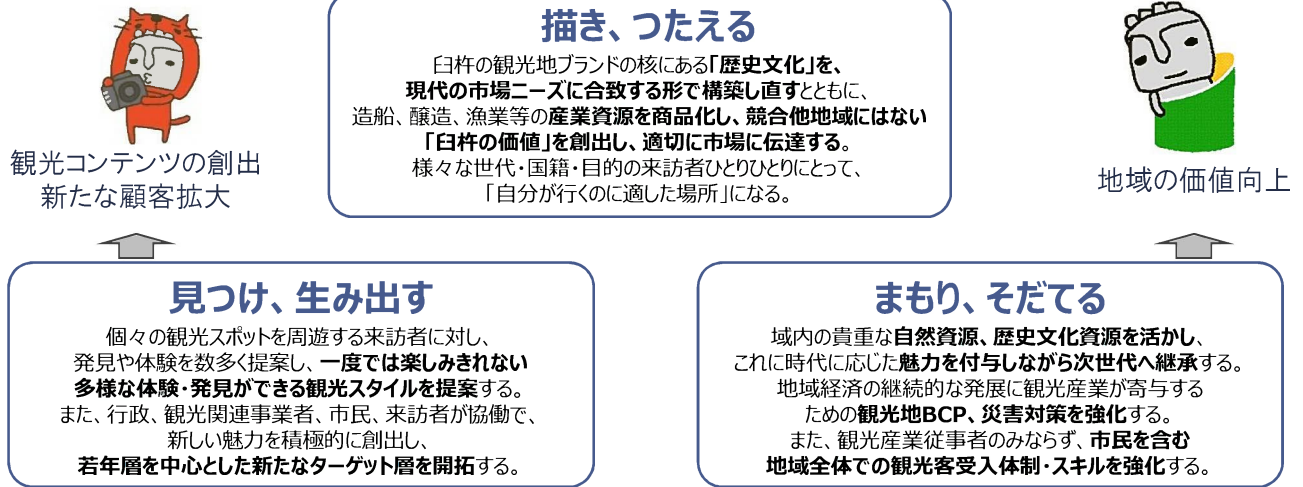 描き、つたえる
臼杵の観光地ブランドの核にある「歴史文化」を、
現代の市場ニーズに合致する形で構築し直すとともに、
造船、醸造、漁業等の産業資源を商品化し、競合他地域にはない
「臼杵の価値」を創出し、適切に市場に伝達する。
様々な世代・国籍・目的の来訪者ひとりひとりにとって、
「自分が行くのに適した場所」になる。
観光コンテンツの創出
新たな顧客拡大
地域の価値向上
見つけ、生み出す
個々の観光スポットを周遊する来訪者に対し、
発見や体験を数多く提案し、一度では楽しみきれない
多様な体験・発見ができる観光スタイルを提案する。
また、行政、観光関連事業者、市民、来訪者が協働で、
新しい魅力を積極的に創出し、
若年層を中心とした新たなターゲット層を開拓する。
まもり、そだてる
域内の貴重な自然資源、歴史文化資源を活かし、
これに時代に応じた魅力を付与しながら次世代へ継承する。
地域経済の継続的な発展に観光産業が寄与する
ための観光地BCP、災害対策を強化する。
また、観光産業従事者のみならず、市民を含む
地域全体での観光客受入体制・スキルを強化する。